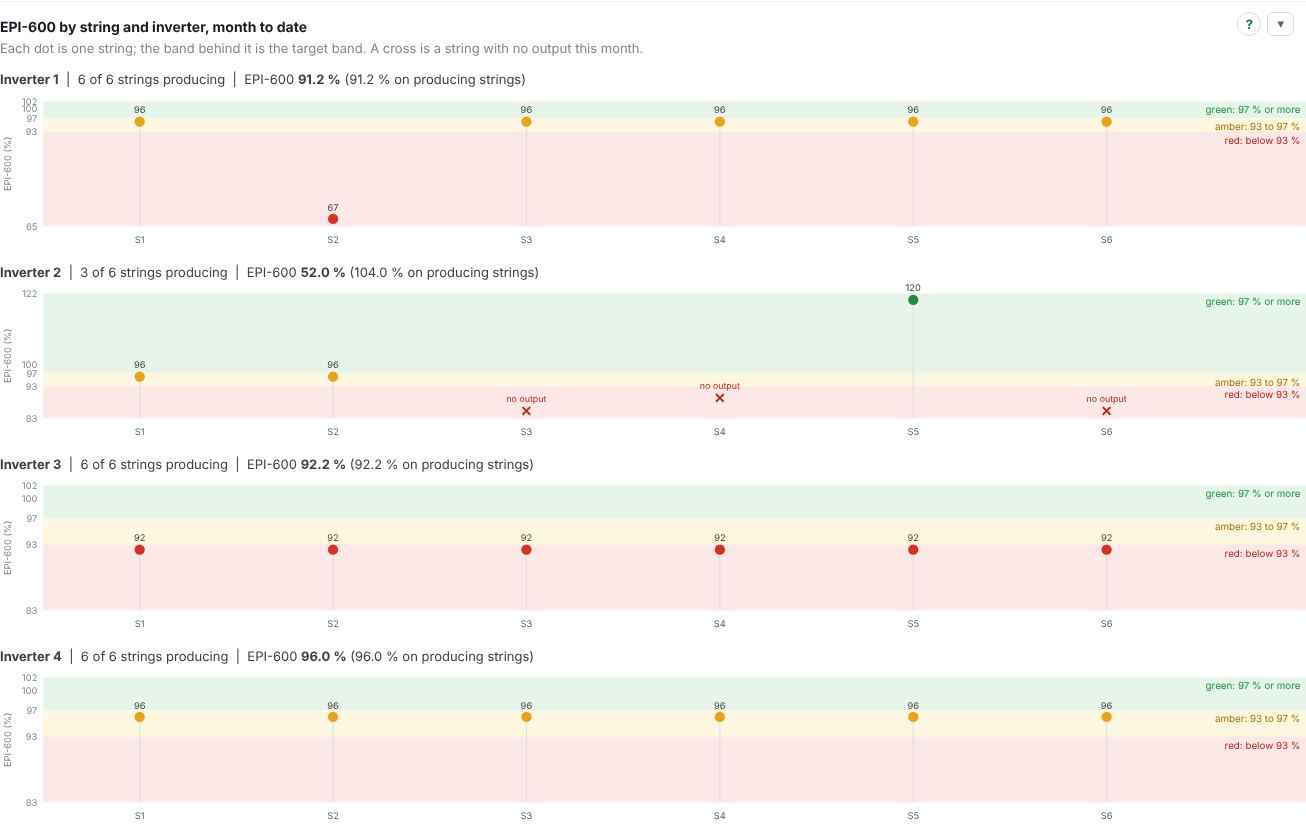 EPI-600 by string and inverter, month to date
? ▼
Each dot is one string; the band behind it is the target band. A cross is a string with no output this month.
Inverter 1 | 6 of 6 strings producing | EPI-600 91.2 % (91.2 % on producing strings)
102
100
97
93
65
EPI-600 (%)
96 67 96 96 96 96
green: 97 % or more
amber: 93 to 97 %
red: below 93 %
S1 S2 S3 S4 S5 S6
Inverter 2 | 3 of 6 strings producing | EPI-600 52.0 % (104.0 % on producing strings)
122
100
97
93
83
EPI-600 (%)
96 96 no output no output 120 no output
green: 97 % or more
amber: 93 to 97 %
red: below 93 %
S1 S2 S3 S4 S5 S6
Inverter 3 | 6 of 6 strings producing | EPI-600 92.2 % (92.2 % on producing strings)
102
100
97
93
83
EPI-600 (%)
92 92 92 92 92 92
green: 97 % or more
amber: 93 to 97 %
red: below 93 %
S1 S2 S3 S4 S5 S6
Inverter 4 | 6 of 6 strings producing | EPI-600 96.0 % (96.0 % on producing strings)
102
100
97
93
83
EPI-600 (%)
96 96 96 96 96 96
green: 97 % or more
amber: 93 to 97 %
red: below 93 %
S1 S2 S3 S4 S5 S6